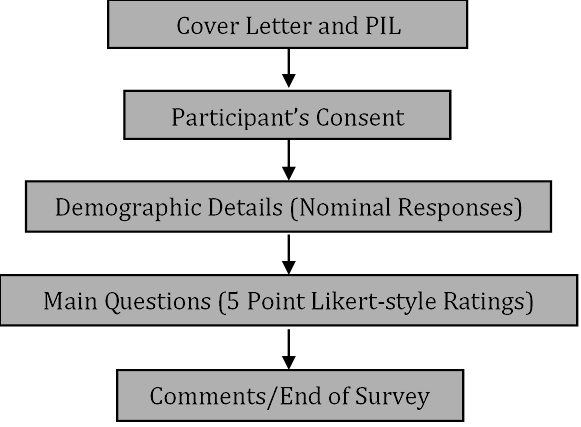 Cover Letter and PIL
Participant’s Consent
Demographic Details (Nominal Responses)
Main Questions (5 Point Likert-style Ratings)
Comments/End of Survey